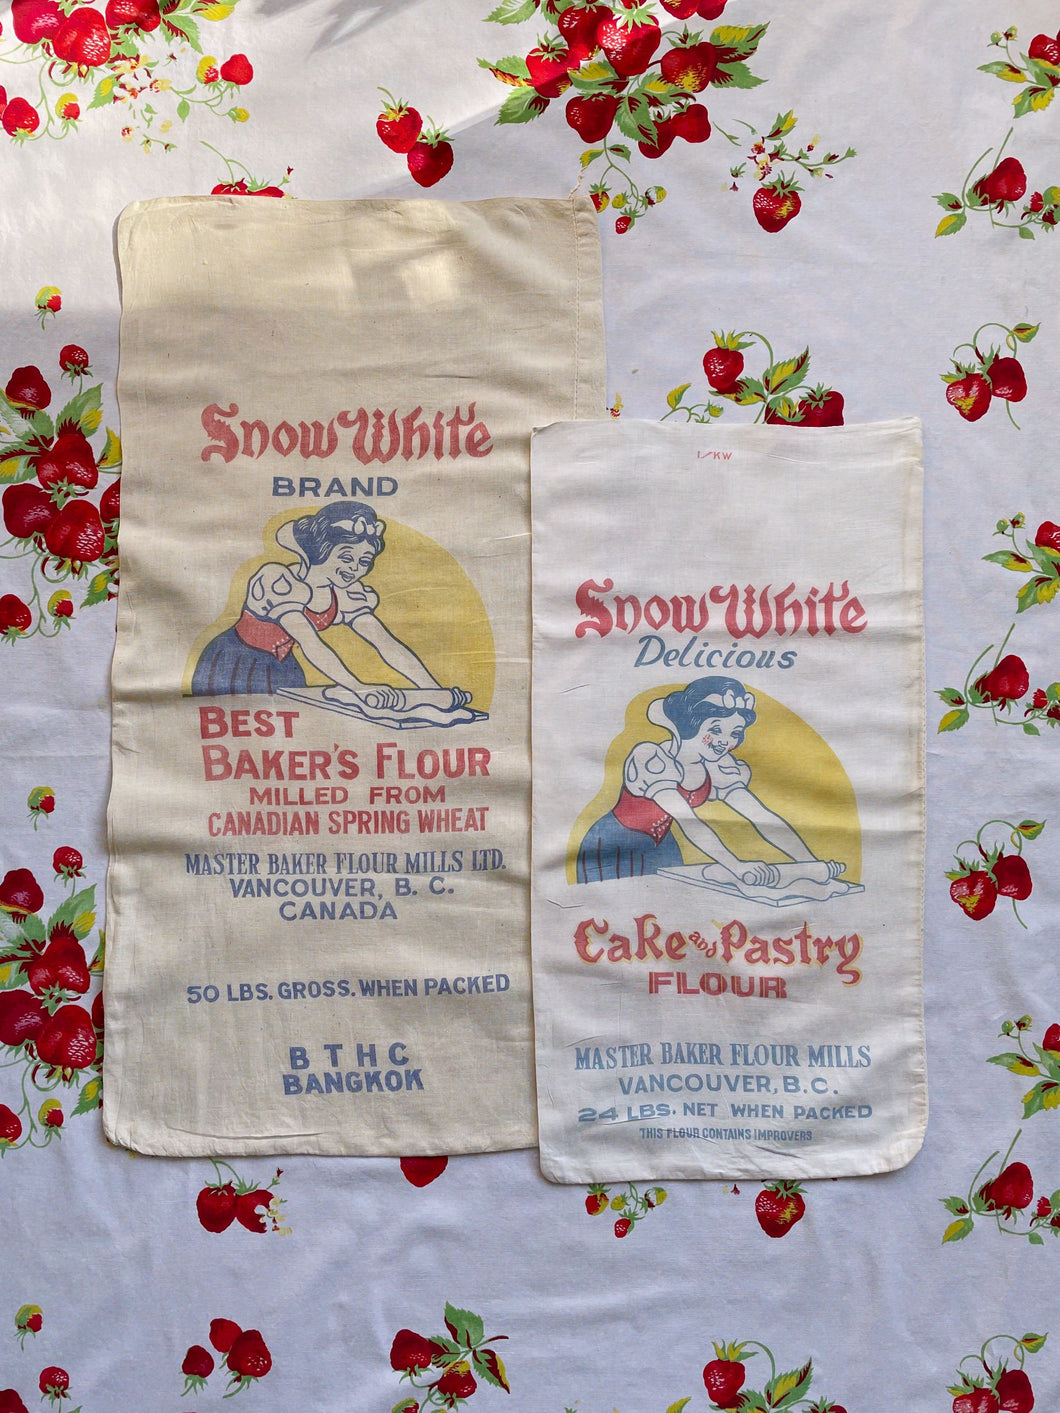 Snow White
BRAND
BEST
BAKER'S FLOUR
MILLED FROM
CANADIAN SPRING WHEAT
MASTER BAKER FLOUR MILLS LTD.
VANCOUVER, B. C.
CANADA
50 LBS. GROSS. WHEN PACKED
B T H C
BANGKOK
1/KW
Snow White
Delicious
Cake and Pastry
FLOUR
MASTER BAKER FLOUR MILLS
VANCOUVER, B.C.
24 LBS. NET WHEN PACKED
THIS FLOUR CONTAINS IMPROVERS